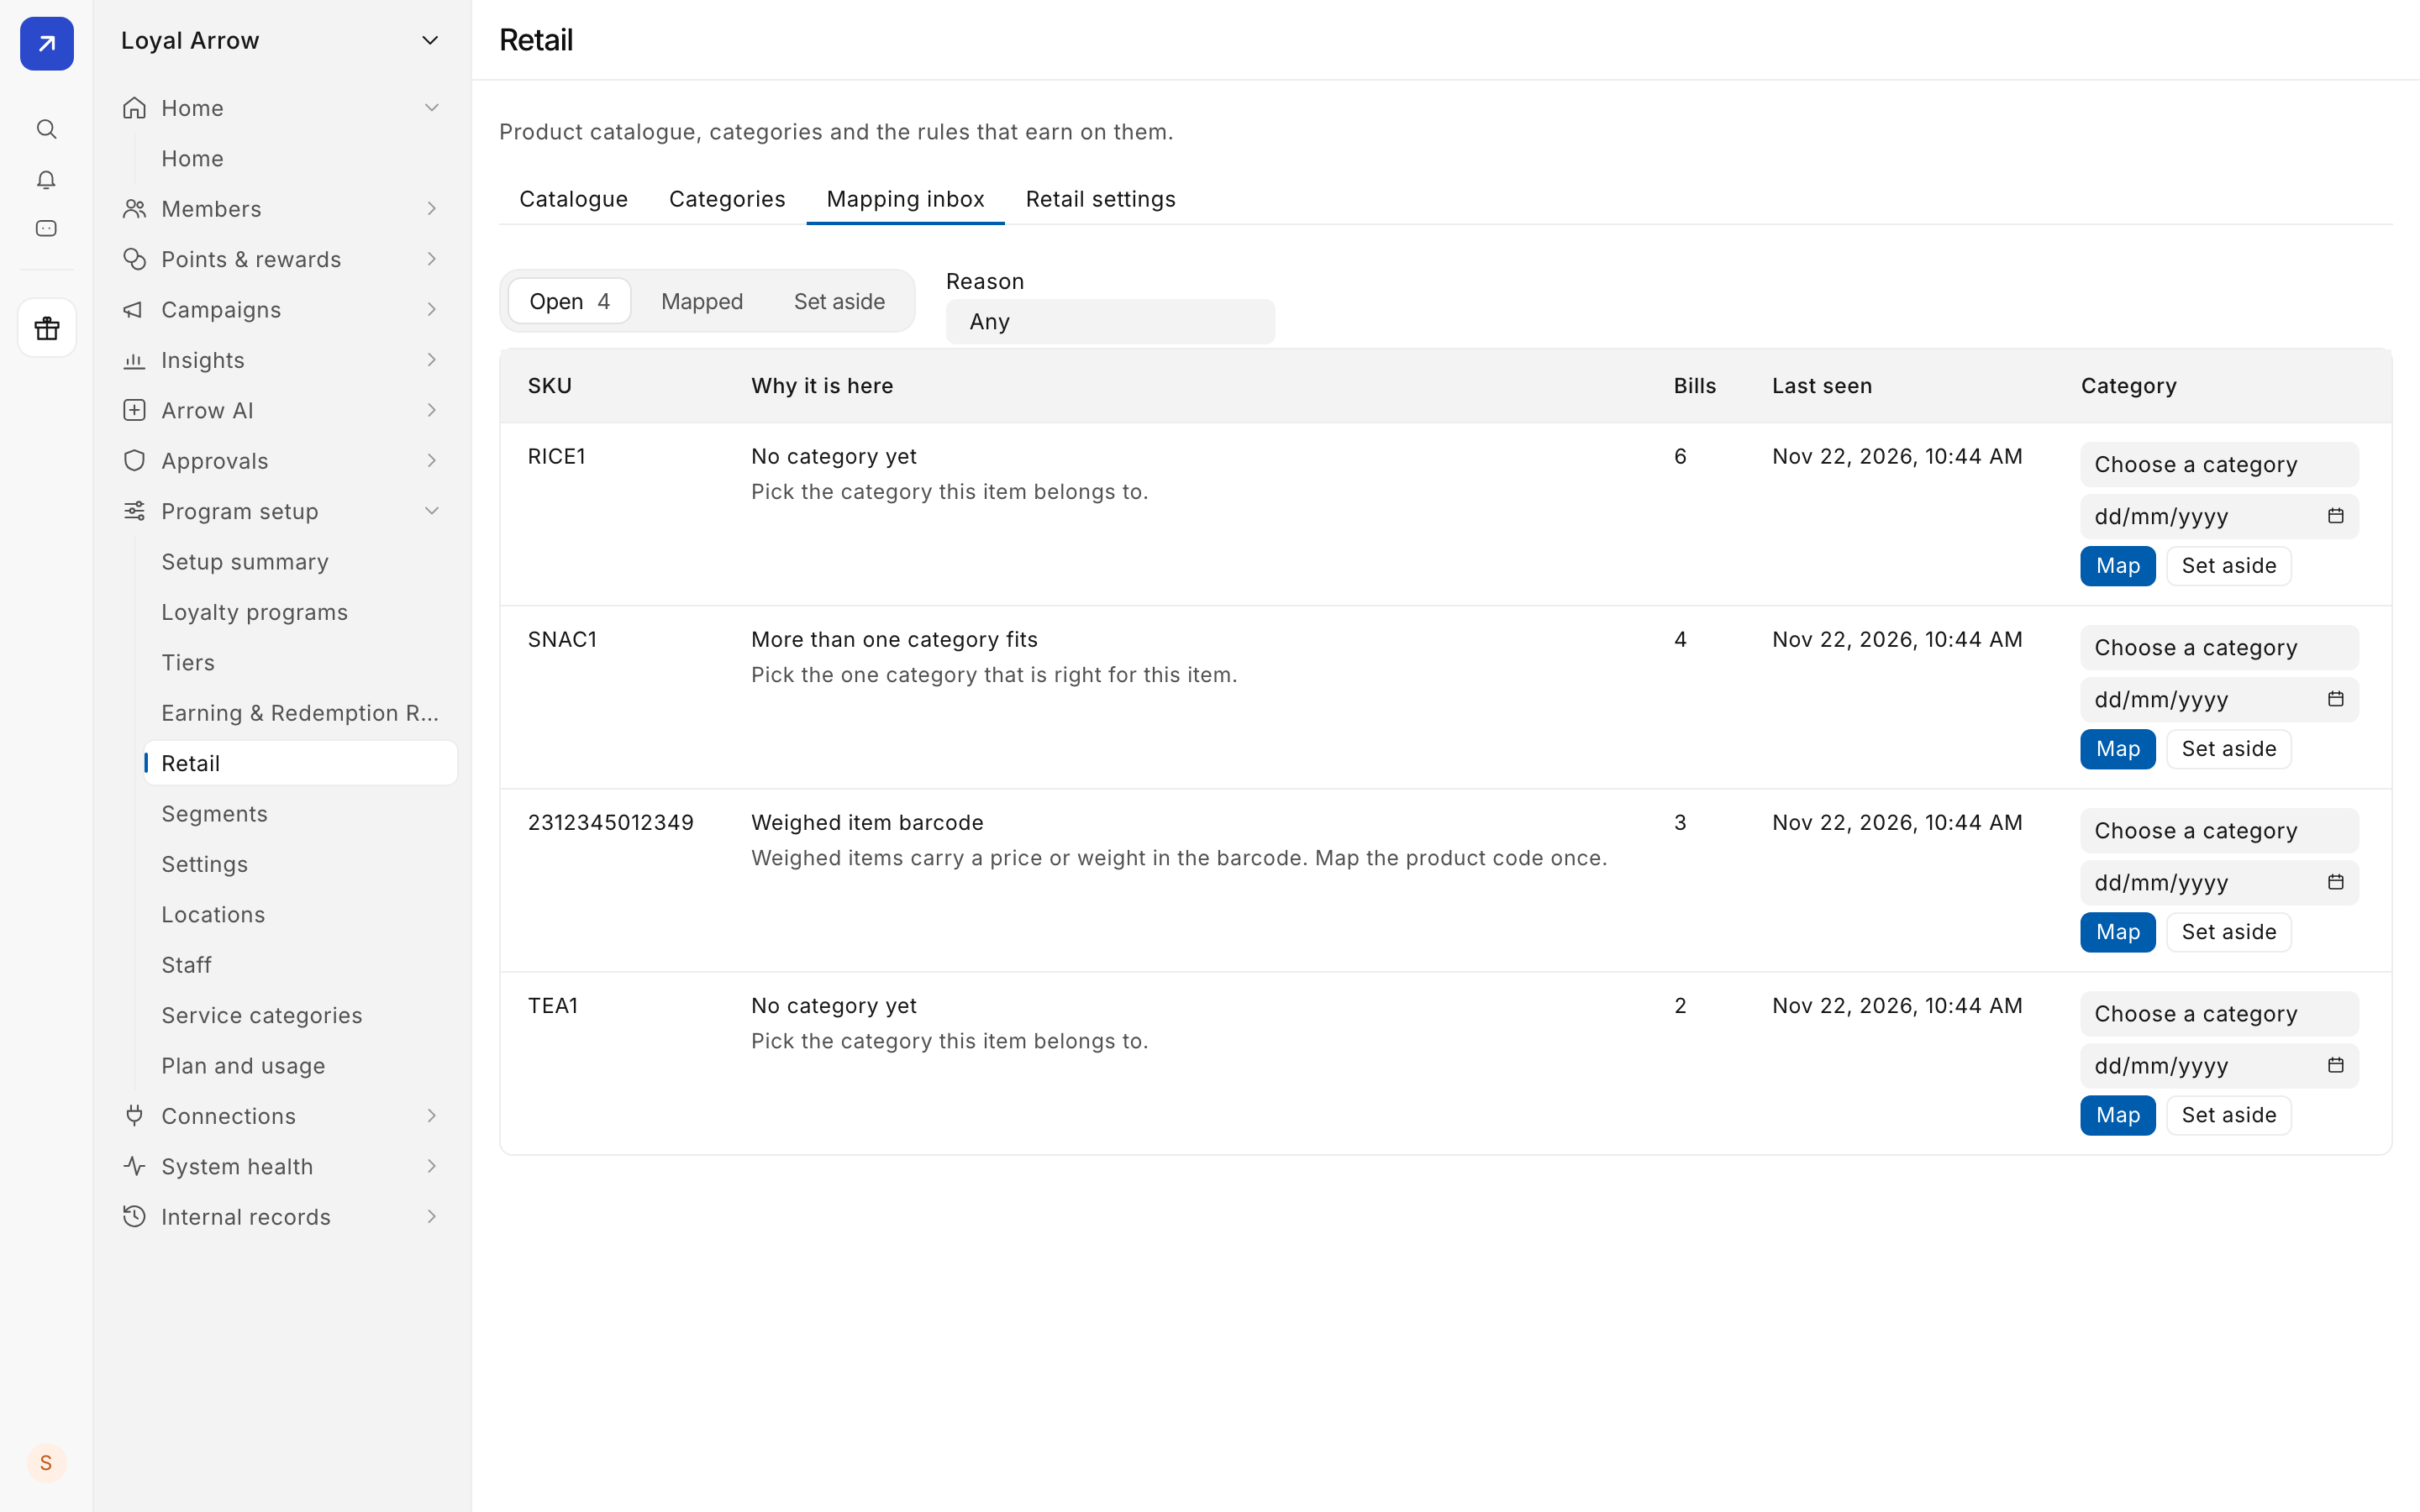 Loyal Arrow
Home
Home
Members
Points & rewards
Campaigns
Insights
Arrow AI
Approvals
Program setup
Setup summary
Loyalty programs
Tiers
Earning & Redemption R...
Retail
Segments
Settings
Locations
Staff
Service categories
Plan and usage
Connections
System health
Internal records
S
Retail
Product catalogue, categories and the rules that earn on them.
Catalogue Categories Mapping inbox Retail settings
Open 4 Mapped Set aside
Reason
Any
SKU Why it is here Bills Last seen Category
RICE1 No category yet 6 Nov 22, 2026, 10:44 AM Choose a category
Pick the category this item belongs to.
dd/mm/yyyy
Map Set aside
SNAC1 More than one category fits 4 Nov 22, 2026, 10:44 AM Choose a category
Pick the one category that is right for this item.
dd/mm/yyyy
Map Set aside
2312345012349 Weighed item barcode 3 Nov 22, 2026, 10:44 AM Choose a category
Weighed items carry a price or weight in the barcode. Map the product code once.
dd/mm/yyyy
Map Set aside
TEA1 No category yet 2 Nov 22, 2026, 10:44 AM Choose a category
Pick the category this item belongs to.
dd/mm/yyyy
Map Set aside